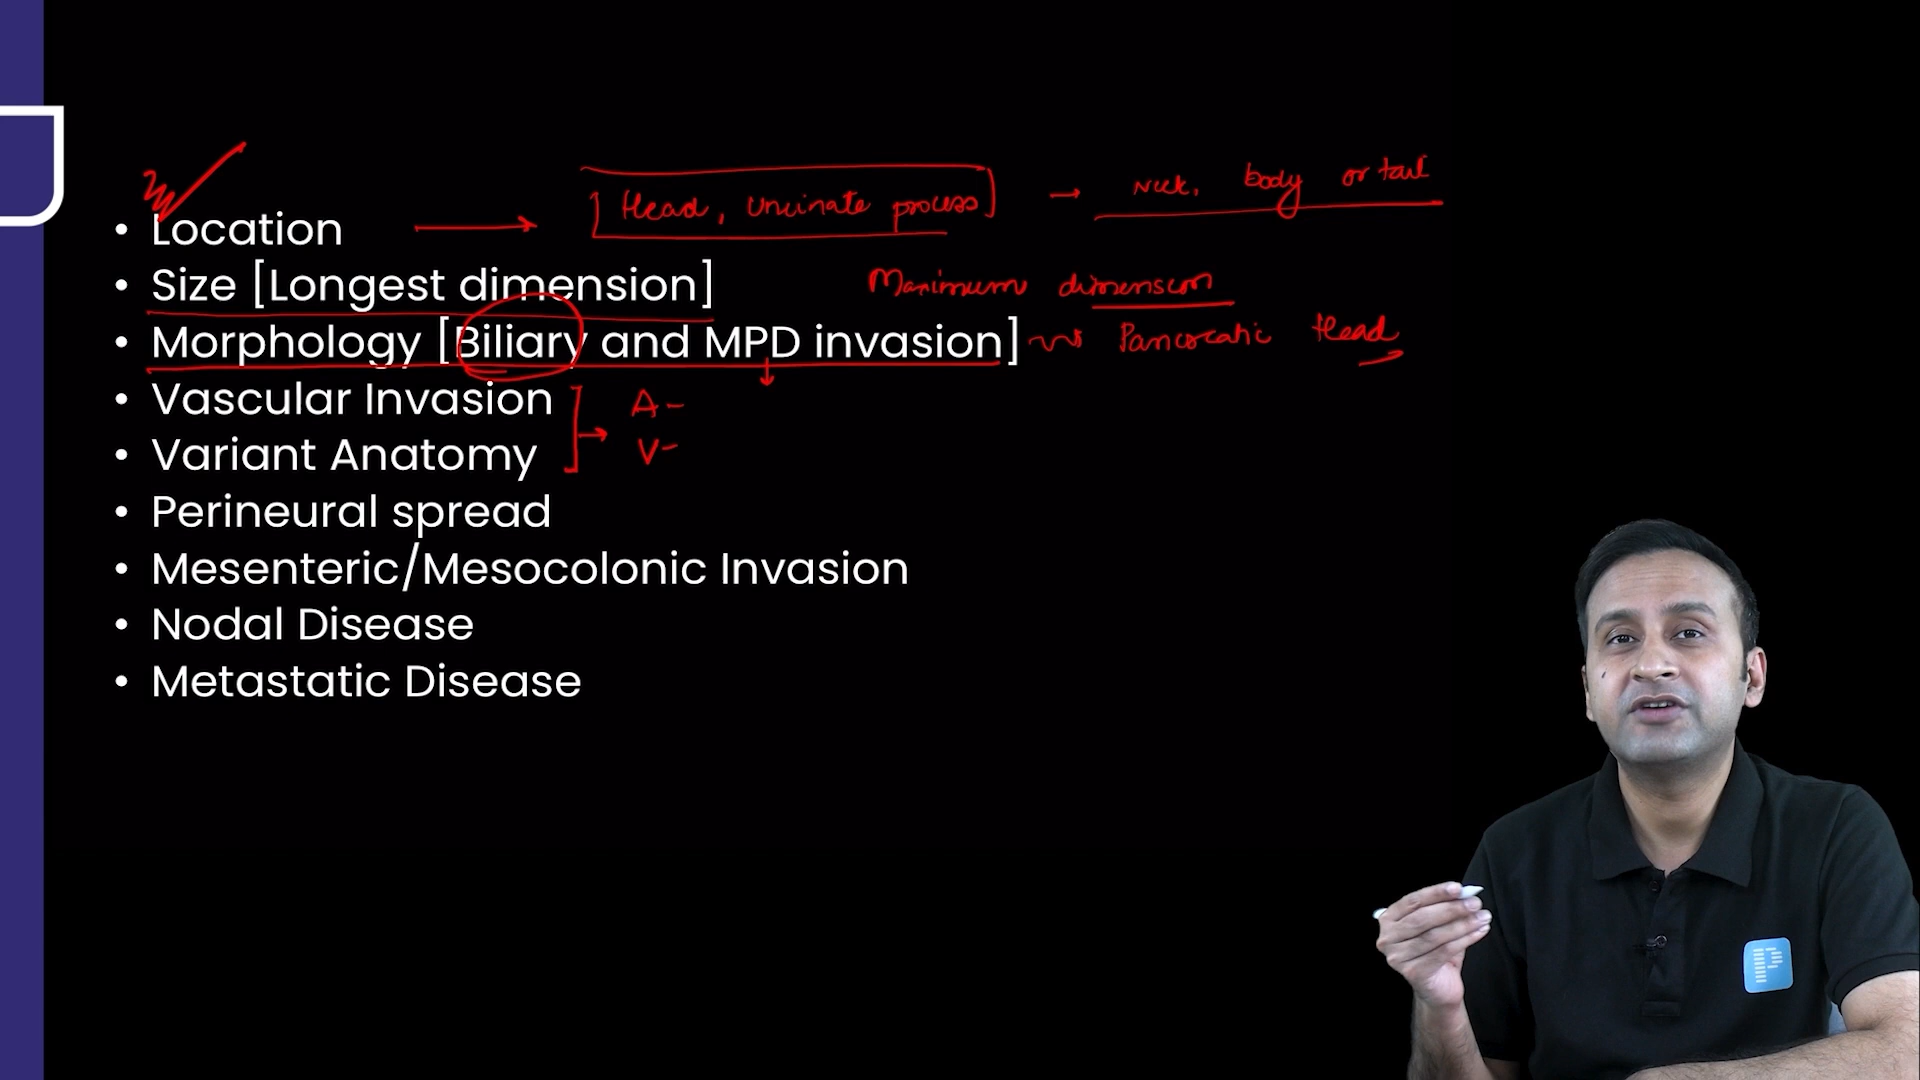 • Location → Head, Uncinate process → Neck, body or tail
• Size [Longest dimension] Maximum dimension
• Morphology [Biliary and MPD invasion] Pancreatic Head
• Vascular Invasion A-
• Variant Anatomy → V-
• Perineural spread
• Mesenteric/Mesocolonic Invasion
• Nodal Disease
• Metastatic Disease
P